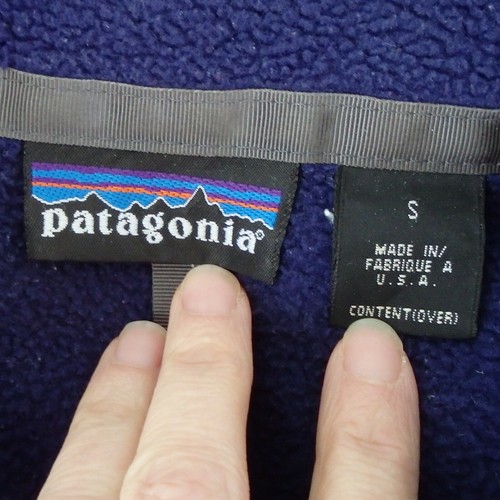 patagonia®
S
MADE IN/
FABRIQUE A
U.S.A.
CONTENT(OVER)